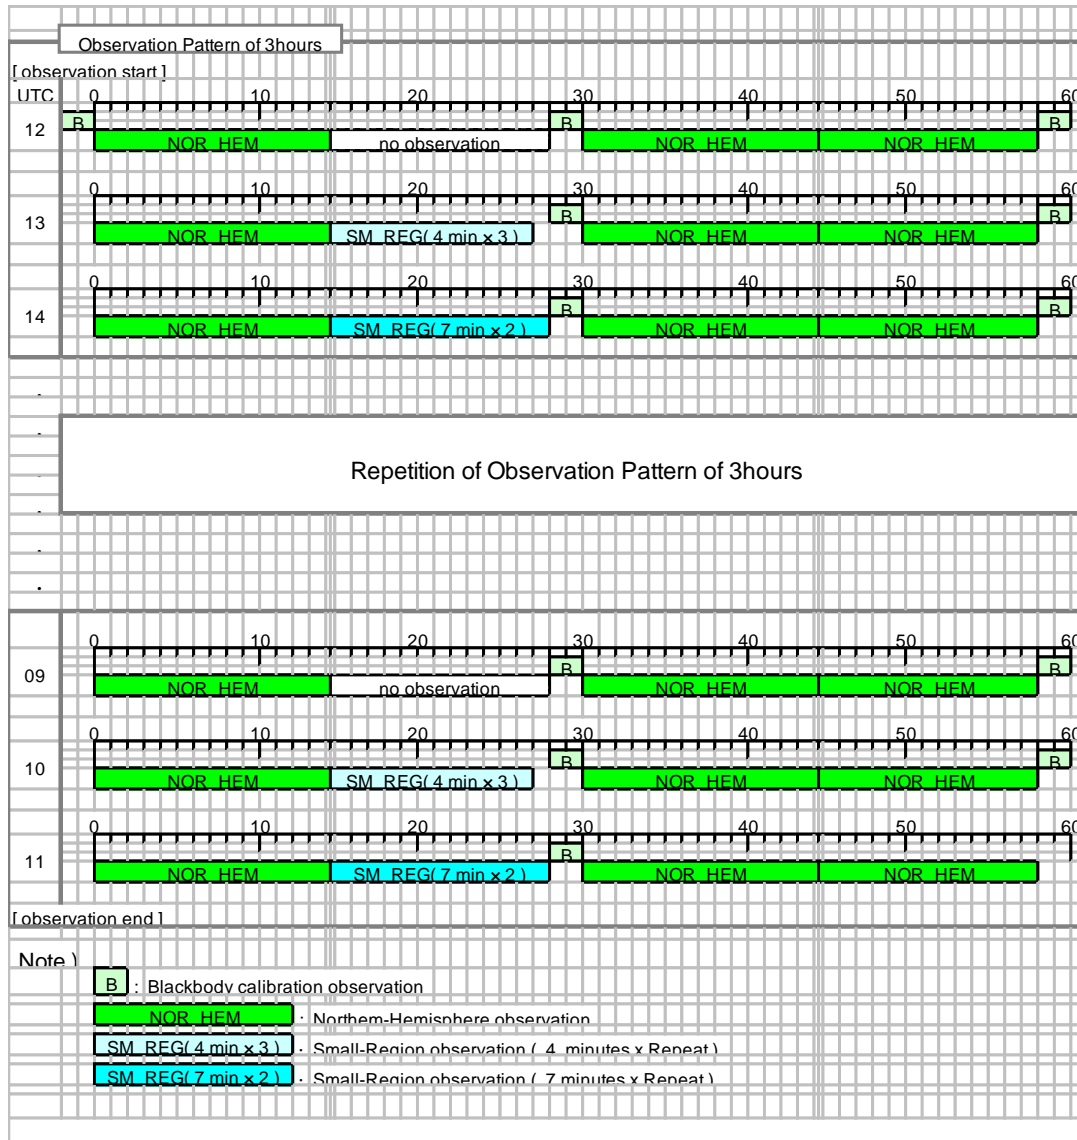 Observation Pattern of 3hours
[ observation start ]
UTC 0 10 20 30 40 50 60
12 B B B
NOR_HEM no observation NOR_HEM NOR_HEM
0 10 20 30 40 50 60
13 B B
NOR_HEM SM_REG( 4 min × 3 ) NOR_HEM NOR_HEM
0 10 20 30 40 50 60
14 B B
NOR_HEM SM_REG( 7 min × 2 ) NOR_HEM NOR_HEM
Repetition of Observation Pattern of 3hours
0 10 20 30 40 50 60
09 B B
NOR_HEM no observation NOR_HEM NOR_HEM
0 10 20 30 40 50 60
10 B B
NOR_HEM SM_REG( 4 min × 3 ) NOR_HEM NOR_HEM
0 10 20 30 40 50 60
11 B
NOR_HEM SM_REG( 7 min × 2 ) NOR_HEM NOR_HEM
[ observation end ]
Note )
B : Blackbody calibration observation
NOR_HEM : Northern-Hemisphere observation
SM_REG( 4 min × 3 ) : Small-Region observation ( 4 minutes x Repeat )
SM_REG( 7 min × 2 ) : Small-Region observation ( 7 minutes x Repeat )